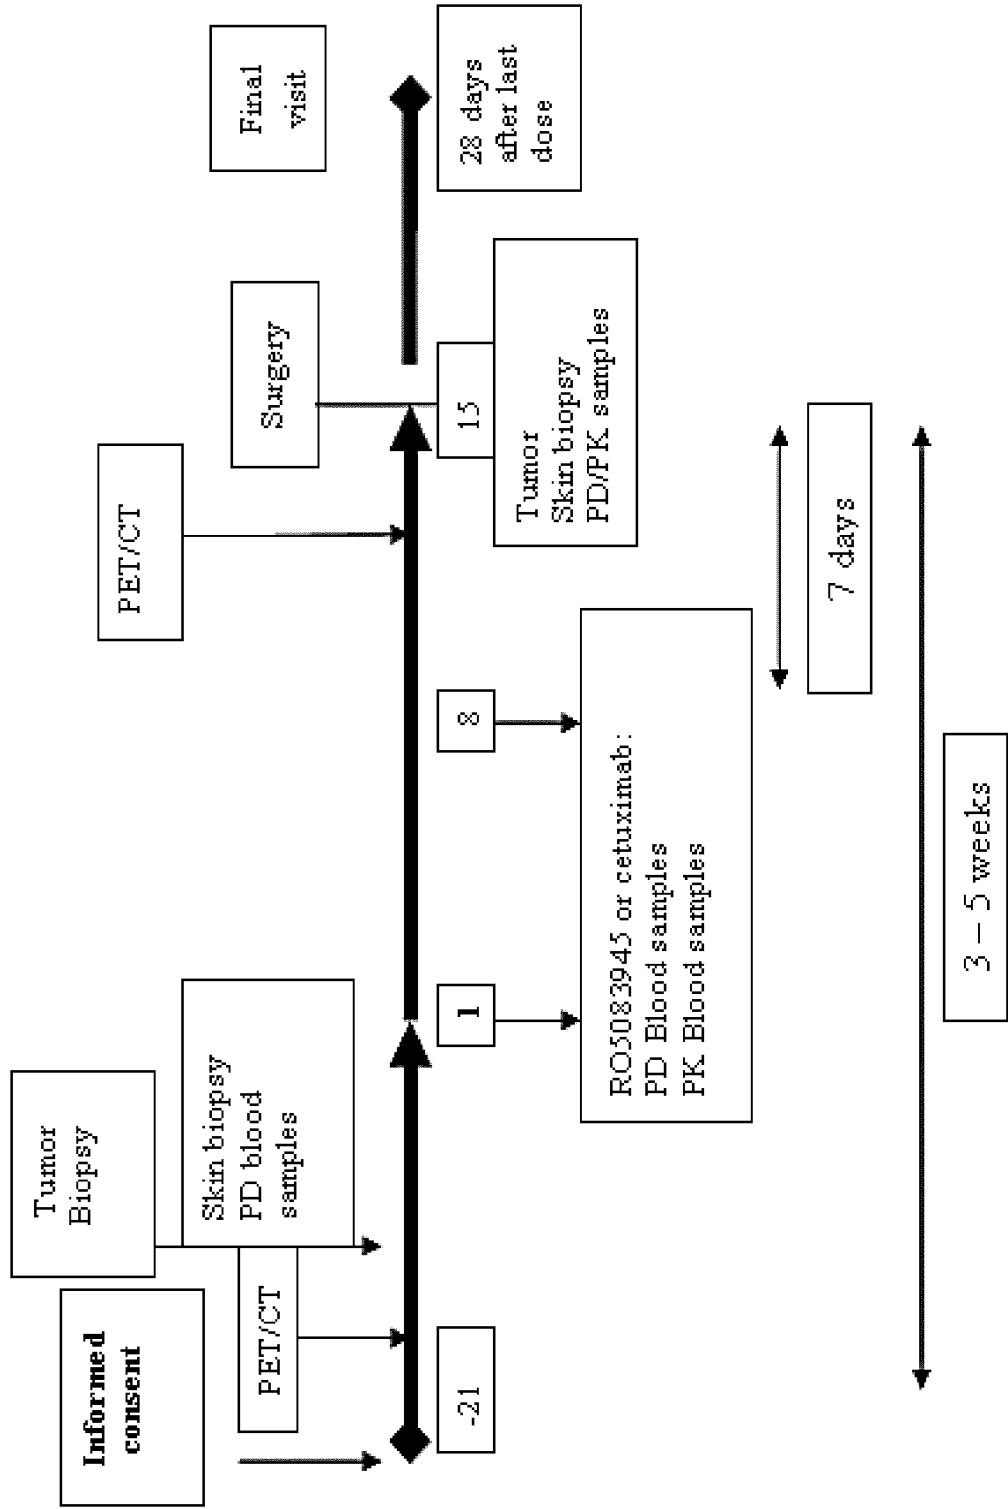 Informed
consent
Tumor
Biopsy
PET/CT
Skin biopsy
PD blood
samples
PET/CT
Surgery
Final
visit
-21
1
8
15
28 days
after last
dose
Tumor
Skin biopsy
PD/PK samples
RO5083945 or cetuximab:
PD Blood samples
PK Blood samples
7 days
3 – 5 weeks